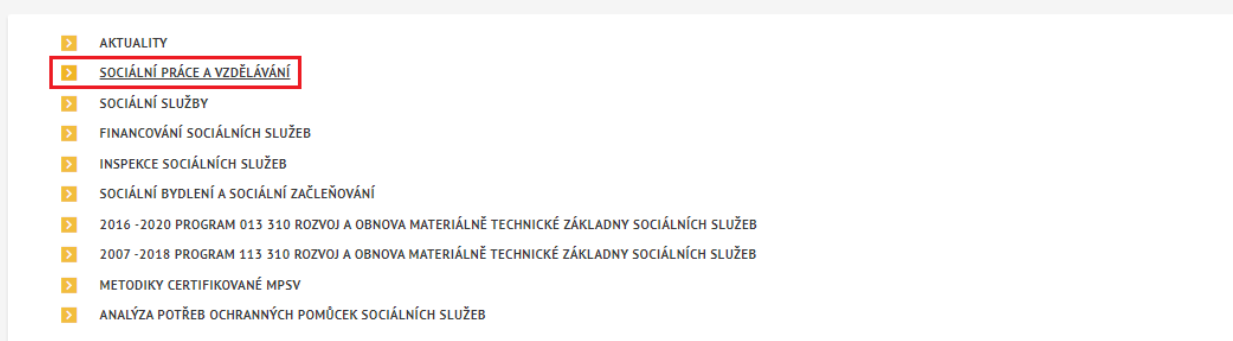 AKTUALITY
SOCIÁLNÍ PRÁCE A VZDĚLÁVÁNÍ
SOCIÁLNÍ SLUŽBY
FINANCOVÁNÍ SOCIÁLNÍCH SLUŽEB
INSPEKCE SOCIÁLNÍCH SLUŽEB
SOCIÁLNÍ BYDLENÍ A SOCIÁLNÍ ZAČLEŇOVÁNÍ
2016 -2020 PROGRAM 013 310 ROZVOJ A OBNOVA MATERIÁLNĚ TECHNICKÉ ZÁKLADNY SOCIÁLNÍCH SLUŽEB
2007 -2018 PROGRAM 113 310 ROZVOJ A OBNOVA MATERIÁLNĚ TECHNICKÉ ZÁKLADNY SOCIÁLNÍCH SLUŽEB
METODIKY CERTIFIKOVANÉ MPSV
ANALÝZA POTŘEB OCHRANNÝCH POMŮCEK SOCIÁLNÍCH SLUŽEB